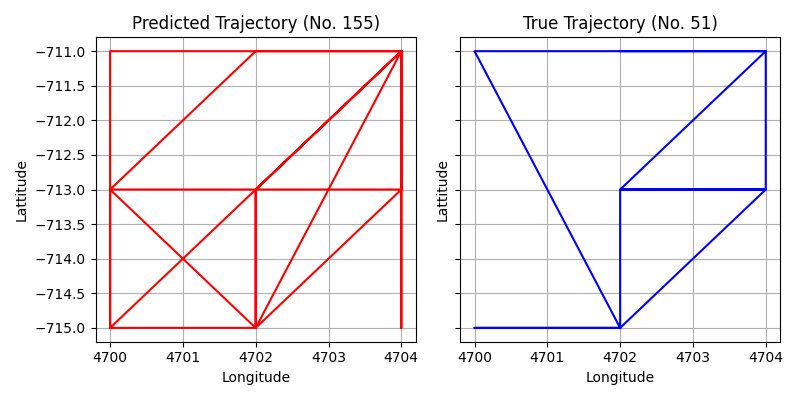 Predicted Trajectory (No. 155)
True Trajectory (No. 51)
−711.0
−711.5
−712.0
−712.5
−713.0
−713.5
−714.0
−714.5
−715.0
Lattitude
Lattitude
4700 4701 4702 4703 4704
4700 4701 4702 4703 4704
Longitude
Longitude